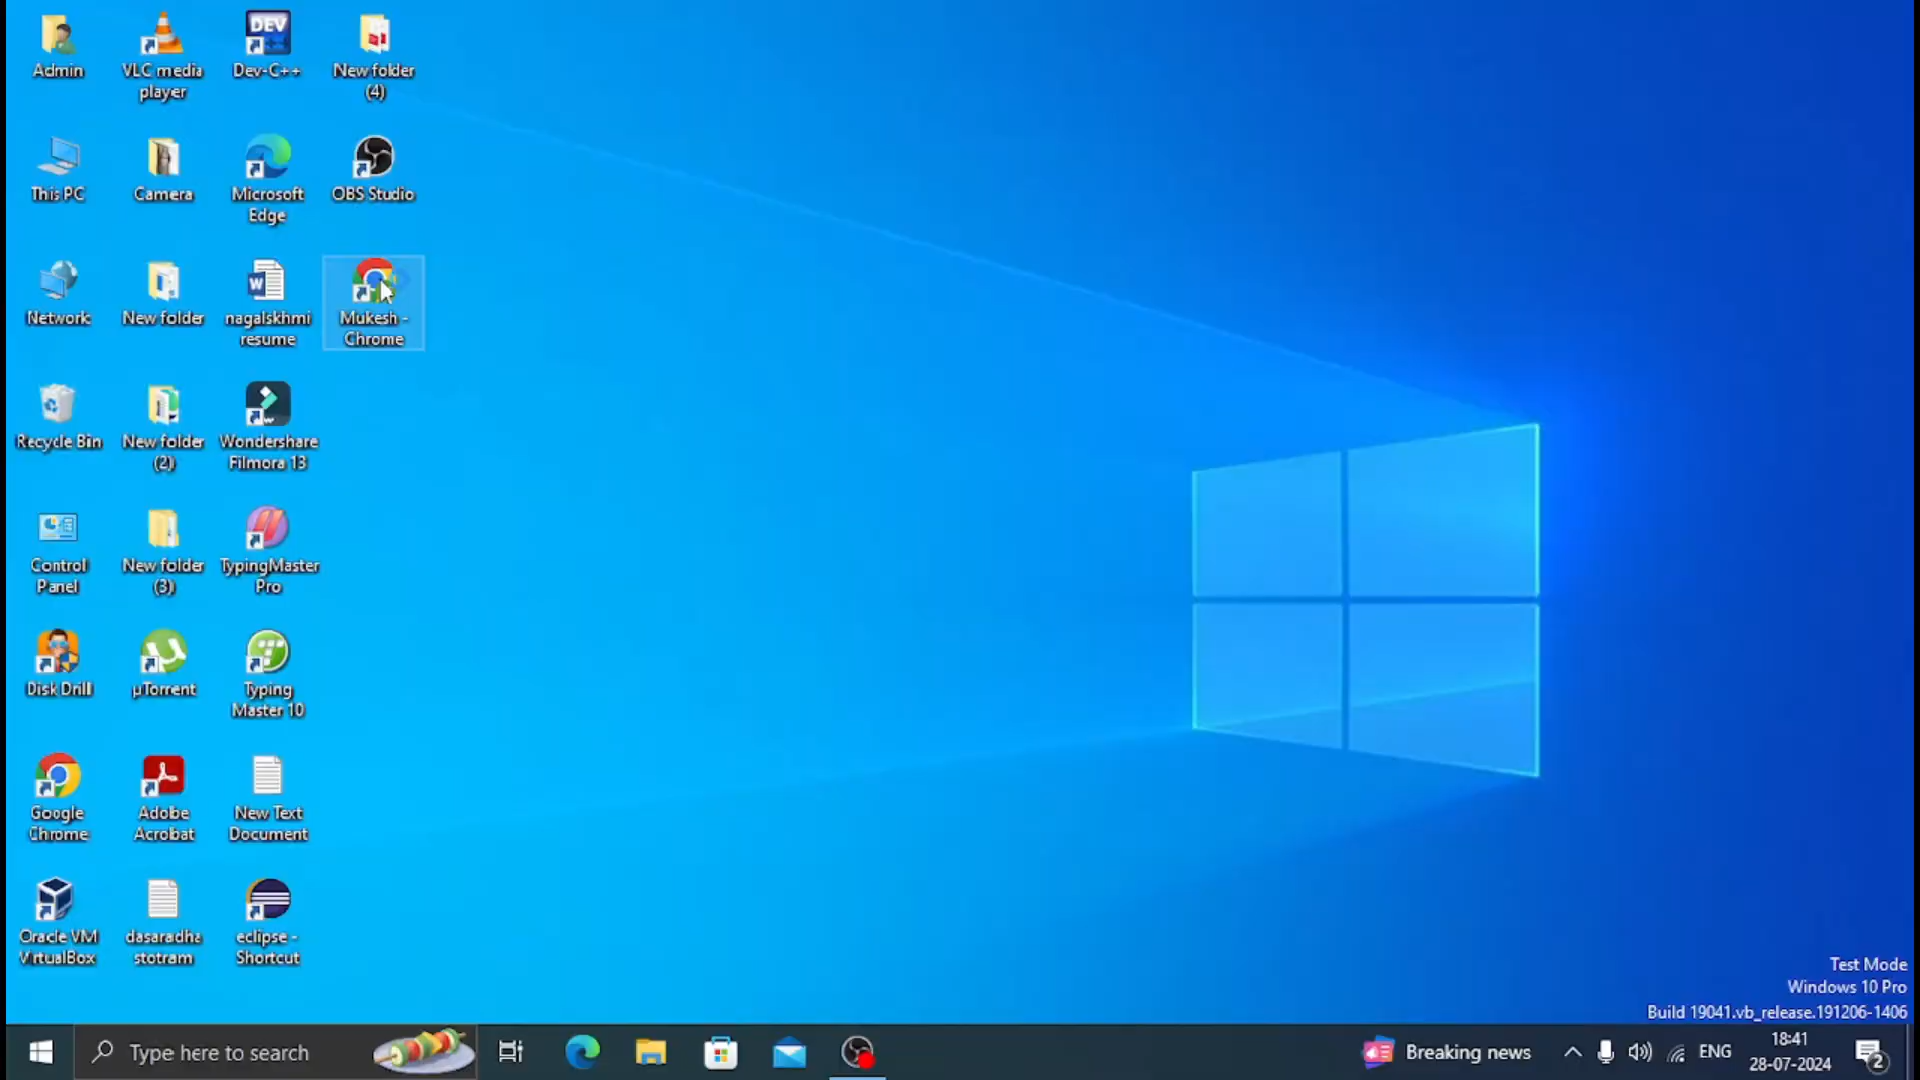 Admin
VLC media
player
DEV
Dev-C++
New folder
(4)
This PC
Camera
Microsoft
Edge
OBS Studio
Network
New folder
nagalskhmi
resume
Mukesh -
Chrome
Recycle Bin
New folder
(2)
Wondershare
Filmora 13
Control
Panel
New folder
(3)
TypingMaster
Pro
Disk Drill
µTorrent
Typing
Master 10
Google
Chrome
Adobe
Acrobat
New Text
Document
Oracle VM
VirtualBox
dasaradha
stotram
eclipse -
Shortcut
Test Mode
Windows 10 Pro
Build 19041.vb_release.191206-1406
Type here to search
Breaking news
ENG
18:41
28-07-2024
2